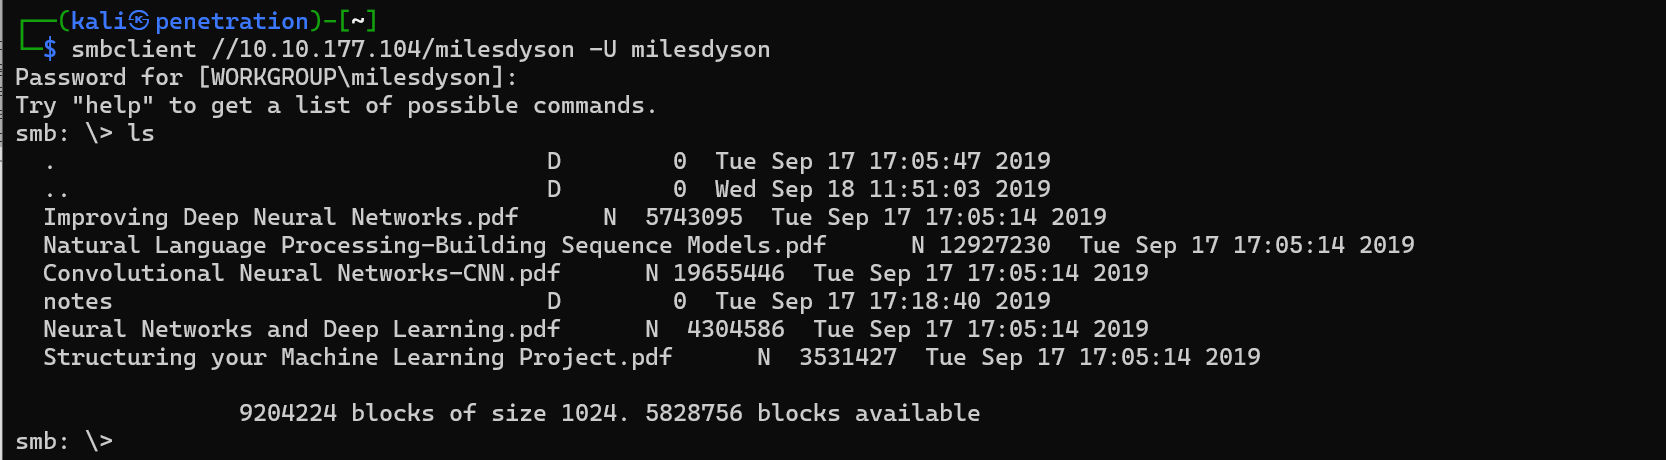 ┌──(kali㉿penetration)-[~]
└─$ smbclient //10.10.177.104/milesdyson -U milesdyson
Password for [WORKGROUP\milesdyson]:
Try "help" to get a list of possible commands.
smb: \> ls
  .                                   D        0  Tue Sep 17 17:05:47 2019
  ..                                  D        0  Wed Sep 18 11:51:03 2019
  Improving Deep Neural Networks.pdf      N  5743095  Tue Sep 17 17:05:14 2019
  Natural Language Processing-Building Sequence Models.pdf      N 12927230  Tue Sep 17 17:05:14 2019
  Convolutional Neural Networks-CNN.pdf      N 19655446  Tue Sep 17 17:05:14 2019
  notes                               D        0  Tue Sep 17 17:18:40 2019
  Neural Networks and Deep Learning.pdf      N  4304586  Tue Sep 17 17:05:14 2019
  Structuring your Machine Learning Project.pdf      N  3531427  Tue Sep 17 17:05:14 2019
                9204224 blocks of size 1024. 5828756 blocks available
smb: \>